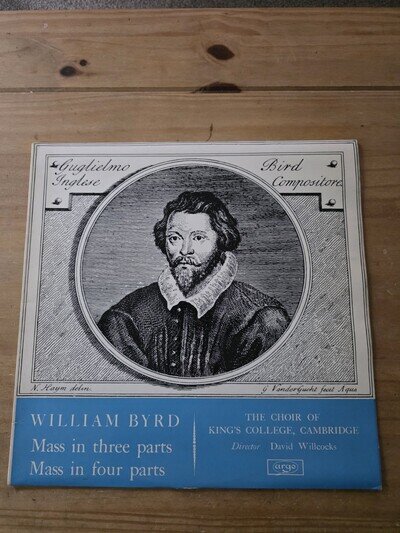 Guglielmo Bird
Inglese Compositore
N. Haym delin. G VanderGucht fecit Aqua
WILLIAM BYRD
Mass in three parts
Mass in four parts
THE CHOIR OF
KING'S COLLEGE, CAMBRIDGE
Director David Willcocks
argo